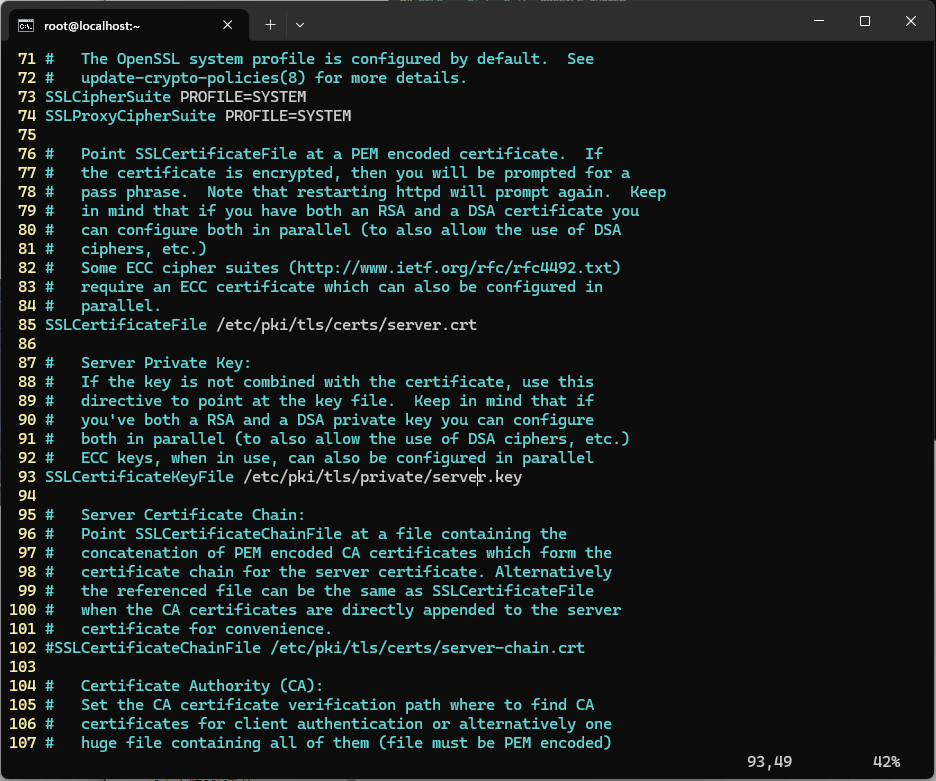 root@localhost:~
71 #   The OpenSSL system profile is configured by default.  See
72 #   update-crypto-policies(8) for more details.
73 SSLCipherSuite PROFILE=SYSTEM
74 SSLProxyCipherSuite PROFILE=SYSTEM
75
76 #   Point SSLCertificateFile at a PEM encoded certificate.  If
77 #   the certificate is encrypted, then you will be prompted for a
78 #   pass phrase.  Note that restarting httpd will prompt again.  Keep
79 #   in mind that if you have both an RSA and a DSA certificate you
80 #   can configure both in parallel (to also allow the use of DSA
81 #   ciphers, etc.)
82 #   Some ECC cipher suites (http://www.ietf.org/rfc/rfc4492.txt)
83 #   require an ECC certificate which can also be configured in
84 #   parallel.
85 SSLCertificateFile /etc/pki/tls/certs/server.crt
86
87 #   Server Private Key:
88 #   If the key is not combined with the certificate, use this
89 #   directive to point at the key file.  Keep in mind that if
90 #   you've both a RSA and a DSA private key you can configure
91 #   both in parallel (to also allow the use of DSA ciphers, etc.)
92 #   ECC keys, when in use, can also be configured in parallel
93 SSLCertificateKeyFile /etc/pki/tls/private/server.key
94
95 #   Server Certificate Chain:
96 #   Point SSLCertificateChainFile at a file containing the
97 #   concatenation of PEM encoded CA certificates which form the
98 #   certificate chain for the server certificate. Alternatively
99 #   the referenced file can be the same as SSLCertificateFile
100 #   when the CA certificates are directly appended to the server
101 #   certificate for convenience.
102 #SSLCertificateChainFile /etc/pki/tls/certs/server-chain.crt
103
104 #   Certificate Authority (CA):
105 #   Set the CA certificate verification path where to find CA
106 #   certificates for client authentication or alternatively one
107 #   huge file containing all of them (file must be PEM encoded)
93,49 42%